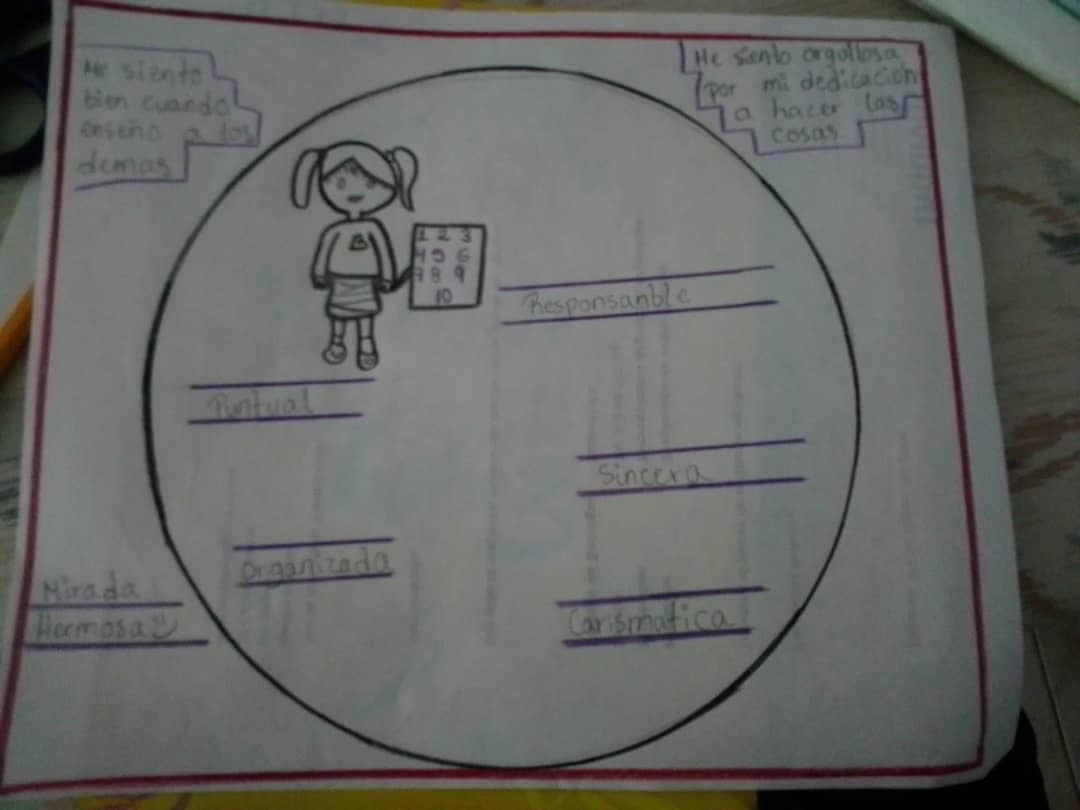 Me siento
bien cuando
enseño a los
demas
Me siento orgullosa
por mi dedicación
a hacer las
cosas
B
1 2 3
4 5 6
7 8 9
10
Responsanble
Puntual
Sincera
Organizada
Carismatica
Mirada
Hermosa